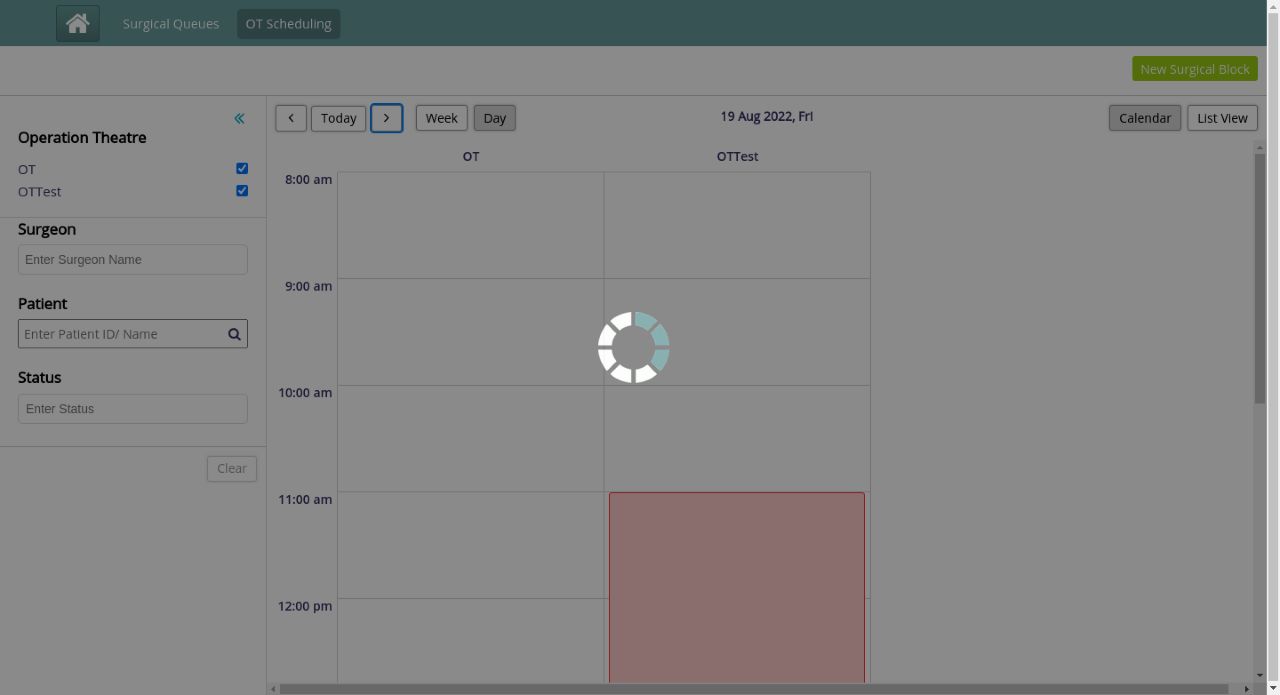 Surgical Queues
OT Scheduling
New Surgical Block
Operation Theatre
OT
OTTest
Surgeon
Enter Surgeon Name
Patient
Enter Patient ID/ Name
Status
Enter Status
Clear
Today
Week
Day
19 Aug 2022, Fri
Calendar
List View
OT
OTTest
8:00 am
9:00 am
10:00 am
11:00 am
12:00 pm